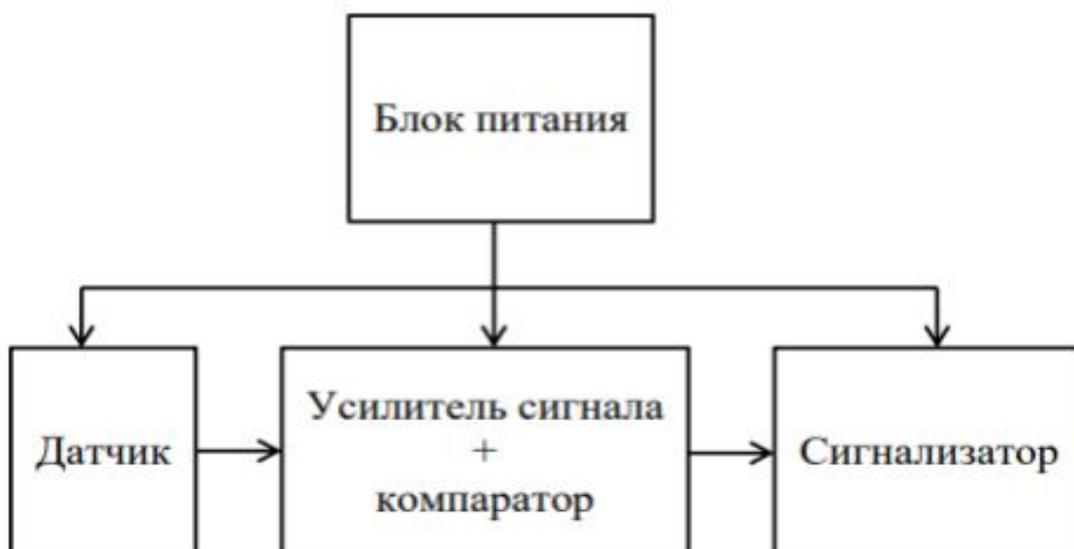 Блок питания
Датчик
Усилитель сигнала
+
компаратор
Сигнализатор